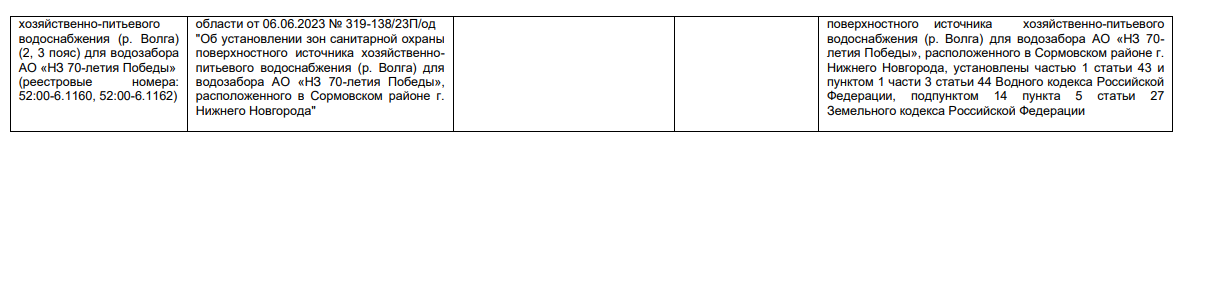 хозяйственно-питьевого
водоснабжения (р. Волга)
(2, 3 пояс) для водозабора
АО «НЗ 70-летия Победы»
(реестровые номера:
52:00-6.1160, 52:00-6.1162)
области от 06.06.2023 № 319-138/23П/од
"Об установлении зон санитарной охраны
поверхностного источника хозяйственно-
питьевого водоснабжения (р. Волга) для
водозабора АО «НЗ 70-летия Победы»,
расположенного в Сормовском районе г.
Нижнего Новгорода"
поверхностного источника хозяйственно-питьевого
водоснабжения (р. Волга) для водозабора АО «НЗ 70-
летия Победы», расположенного в Сормовском районе г.
Нижнего Новгорода, установлены частью 1 статьи 43 и
пунктом 1 части 3 статьи 44 Водного кодекса Российской
Федерации, подпунктом 14 пункта 5 статьи 27
Земельного кодекса Российской Федерации